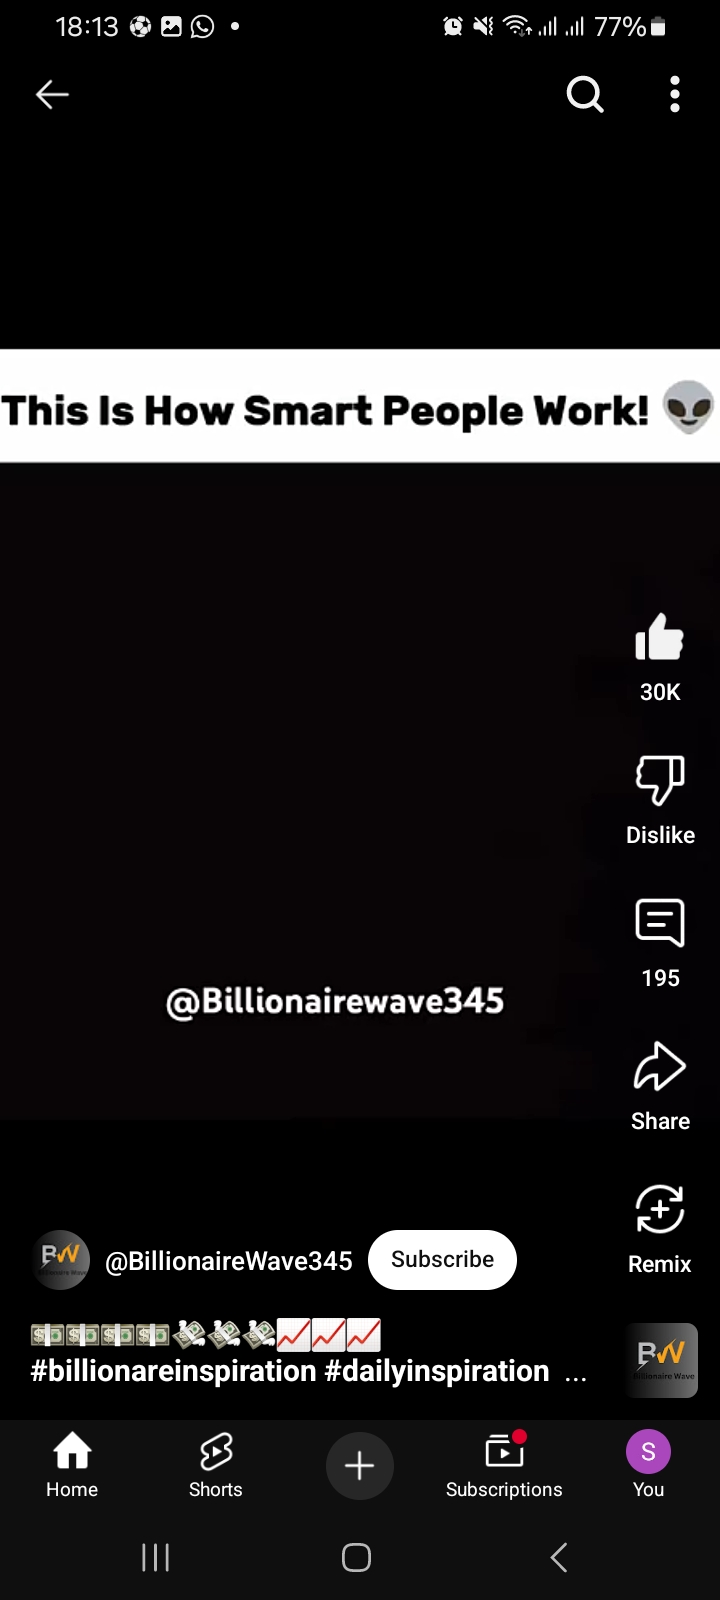 18:13
77%
This Is How Smart People Work! 👽
30K
Dislike
195
@Billionairewave345
Share
Remix
BW
@BillionaireWave345
Subscribe
💵💵💵💵💸💸💸📈📈📈
#billionareinspiration #dailyinspiration ...
BW
Billionaire Wave
Home
Shorts
Subscriptions
S
You